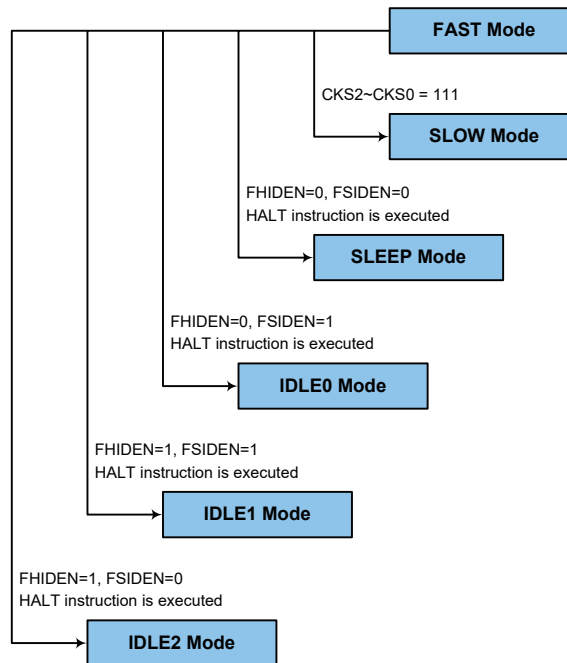 FAST Mode
CKS2~CKS0 = 111
SLOW Mode
FHIDEN=0, FSIDEN=0
HALT instruction is executed
SLEEP Mode
FHIDEN=0, FSIDEN=1
HALT instruction is executed
IDLE0 Mode
FHIDEN=1, FSIDEN=1
HALT instruction is executed
IDLE1 Mode
FHIDEN=1, FSIDEN=0
HALT instruction is executed
IDLE2 Mode